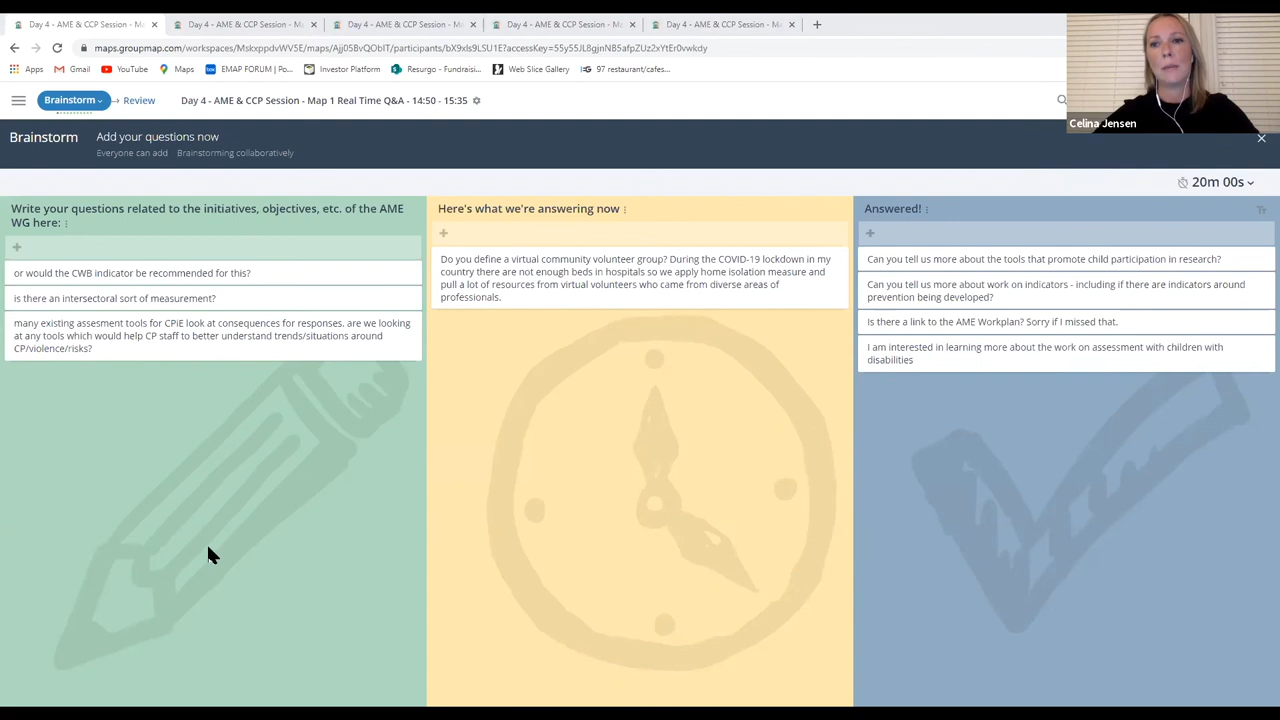 Day 4 - AME & CCP Session - Ma
Day 4 - AME & CCP Session - Ma
Day 4 - AME & CCP Session - Ma
Day 4 - AME & CCP Session - Ma
Day 4 - AME & CCP Session - Ma
Apps
Gmail
YouTube
Maps
EMAP FORUM | Po...
Investor Platform
Web Slice Gallery
97 restaurant/cafes...
Brainstorm
Review
Day 4 - AME & CCP Session - Map 1 Real Time Q&A - 14:50 - 15:35
Celina Jensen
Brainstorm
Add your questions now
Everyone can add Brainstorming collaboratively
20m 00s
Write your questions related to the initiatives, objectives, etc. of the AME
WG here:
or would the CWB indicator be recommended for this?
is there an intersectoral sort of measurement?
many existing assesment tools for CPiE look at consequences for responses. are we looking
at any tools which would help CP staff to better understand trends/situations around
CP/violence/risks?
Here's what we're answering now
Do you define a virtual community volunteer group? During the COVID-19 lockdown in my
country there are not enough beds in hospitals so we apply home isolation measure and
pull a lot of resources from virtual volunteers who came from diverse areas of
professionals.
Answered!
Can you tell us more about the tools that promote child participation in research?
Can you tell us more about work on indicators - including if there are indicators around
prevention being developed?
Is there a link to the AME Workplan? Sorry if I missed that.
I am interested in learning more about the work on assessment with children with
disabilities